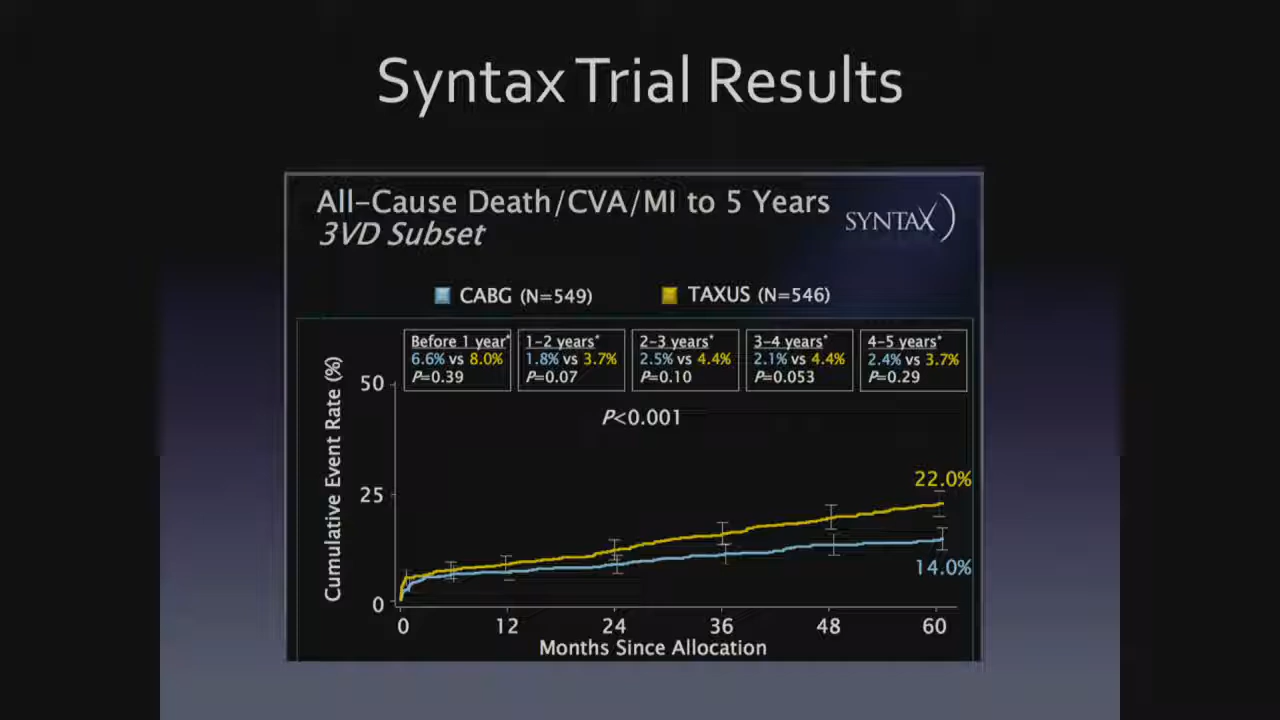 Syntax Trial Results
All-Cause Death/CVA/MI to 5 Years
3VD Subset
SYNTAX
CABG (N=549)
TAXUS (N=546)
Before 1 year*
6.6% vs 8.0%
P=0.39
1-2 years*
1.8% vs 3.7%
P=0.07
2-3 years*
2.5% vs 4.4%
P=0.10
3-4 years*
2.1% vs 4.4%
P=0.053
4-5 years*
2.4% vs 3.7%
P=0.29
P<0.001
Cumulative Event Rate (%)
50
25
0
22.0%
14.0%
0 12 24 36 48 60
Months Since Allocation